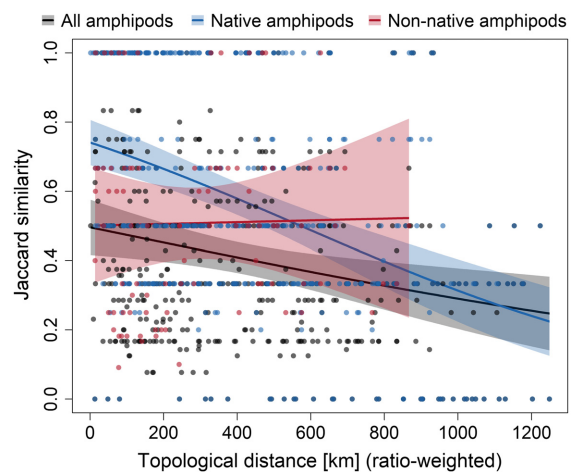 All amphipods Native amphipods Non-native amphipods
1.0
0.8
0.6
0.4
0.2
0.0
Jaccard similarity
0 200 400 600 800 1000 1200
Topological distance [km] (ratio-weighted)